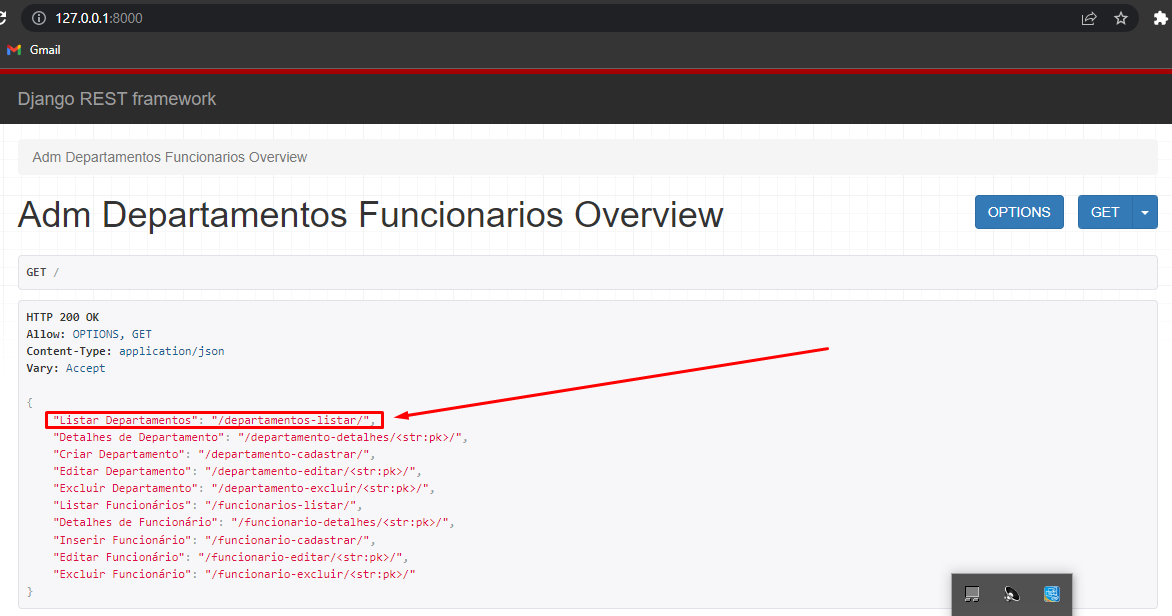 127.0.0.1:8000
Gmail
Django REST framework
Adm Departamentos Funcionarios Overview
Adm Departamentos Funcionarios Overview
OPTIONS
GET
GET /
HTTP 200 OK
Allow: OPTIONS, GET
Content-Type: application/json
Vary: Accept
{
"Listar Departamentos": "/departamentos-listar/",
"Detalhes de Departamento": "/departamento-detalhes/<str:pk>/",
"Criar Departamento": "/departamento-cadastrar/",
"Editar Departamento": "/departamento-editar/<str:pk>/",
"Excluir Departamento": "/departamento-excluir/<str:pk>/",
"Listar Funcionários": "/funcionarios-listar/",
"Detalhes de Funcionário": "/funcionario-detalhes/<str:pk>/",
"Inserir Funcionário": "/funcionario-cadastrar/",
"Editar Funcionário": "/funcionario-editar/<str:pk>/",
"Excluir Funcionário": "/funcionario-excluir/<str:pk>/"
}